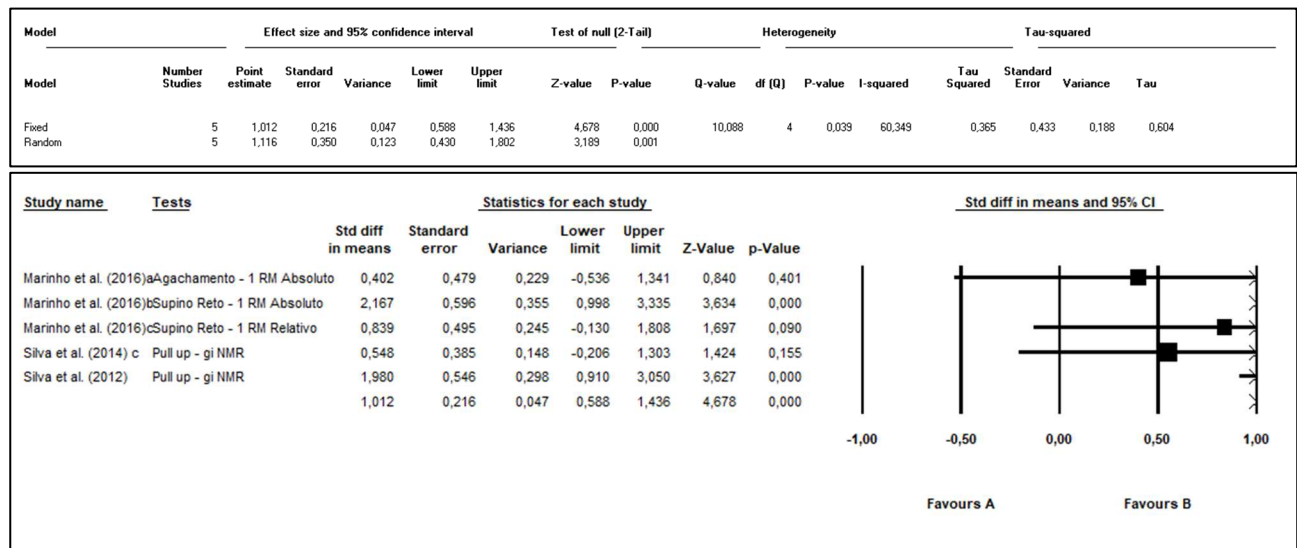 Model Effect size and 95% confidence interval Test of null (2-Tail) Heterogeneity Tau-squared
Model Number Studies Point estimate Standard error Variance Lower limit Upper limit Z-value P-value Q-value df (Q) P-value I-squared Tau Squared Standard Error Variance Tau
Fixed 5 1,012 0,216 0,047 0,588 1,436 4,678 0,000 10,088 4 0,039 60,349 0,365 0,433 0,188 0,604
Random 5 1,116 0,350 0,123 0,430 1,802 3,189 0,001
Study name Tests Statistics for each study Std diff in means and 95% CI
Std diff in means Standard error Variance Lower limit Upper limit Z-Value p-Value
Marinho et al. (2016)aAgachamento - 1 RM Absoluto 0,402 0,479 0,229 -0,536 1,341 0,840 0,401
Marinho et al. (2016)bSupino Reto - 1 RM Absoluto 2,167 0,596 0,355 0,998 3,335 3,634 0,000
Marinho et al. (2016)cSupino Reto - 1 RM Relativo 0,839 0,495 0,245 -0,130 1,808 1,697 0,090
Silva et al. (2014) c Pull up - gi NMR 0,548 0,385 0,148 -0,206 1,303 1,424 0,155
Silva et al. (2012) Pull up - gi NMR 1,980 0,546 0,298 0,910 3,050 3,627 0,000
1,012 0,216 0,047 0,588 1,436 4,678 0,000
-1,00 -0,50 0,00 0,50 1,00
Favours A Favours B